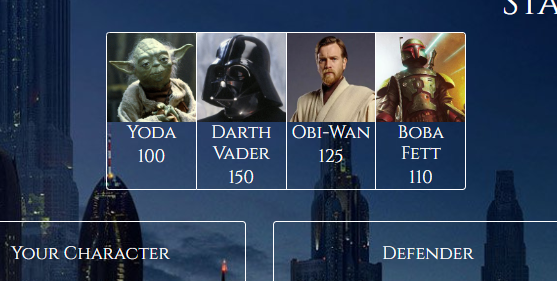 STA
Yoda
100
Darth
Vader
150
Obi-Wan
125
Boba
Fett
110
Your Character
Defender